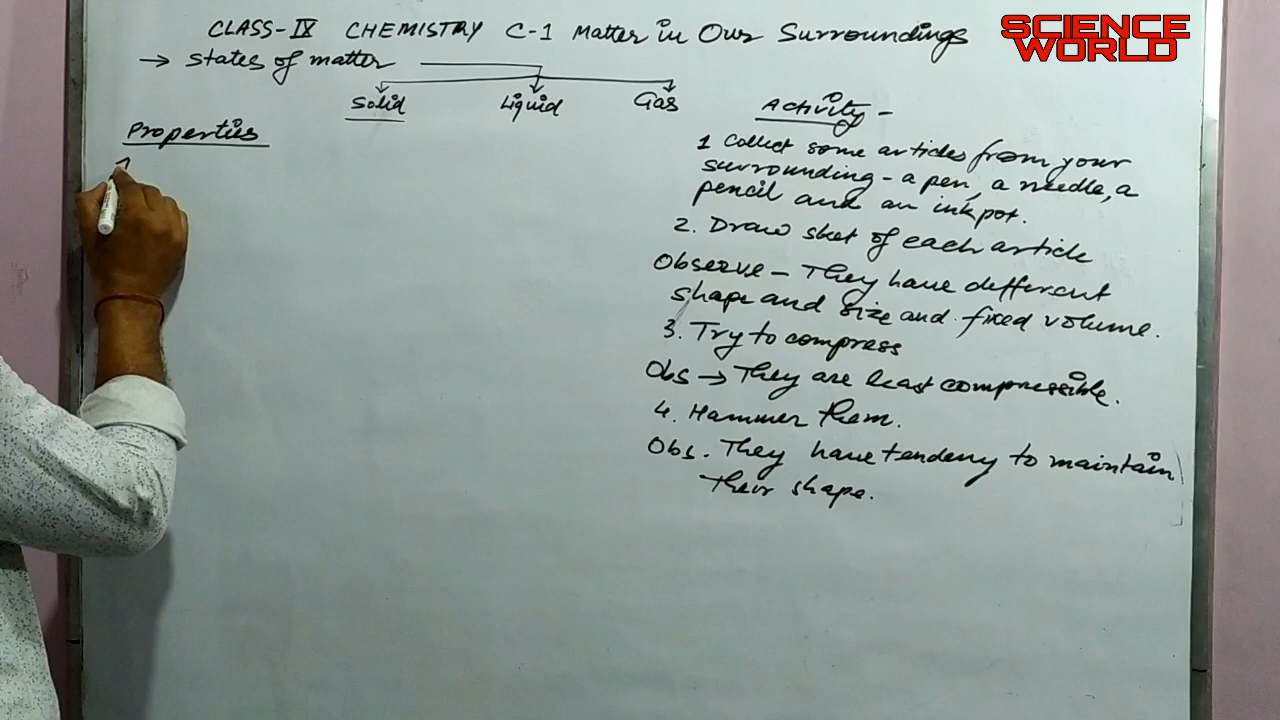 CLASS-IX CHEMISTRY C-1 Matter in Our Surroundings
SCIENCE
WORLD
→ States of matter
Solid Liquid Gas
Properties
Activity -
1 Collect some articles from your
surrounding - a pen, a needle, a
pencil and an inkpot.
2. Draw sket of each article
Observe - They have different
shape and size and fixed volume.
3. Try to compress
Obs → They are least compressible.
4. Hammer them.
Obs. They have tendeny to maintain
their shape.